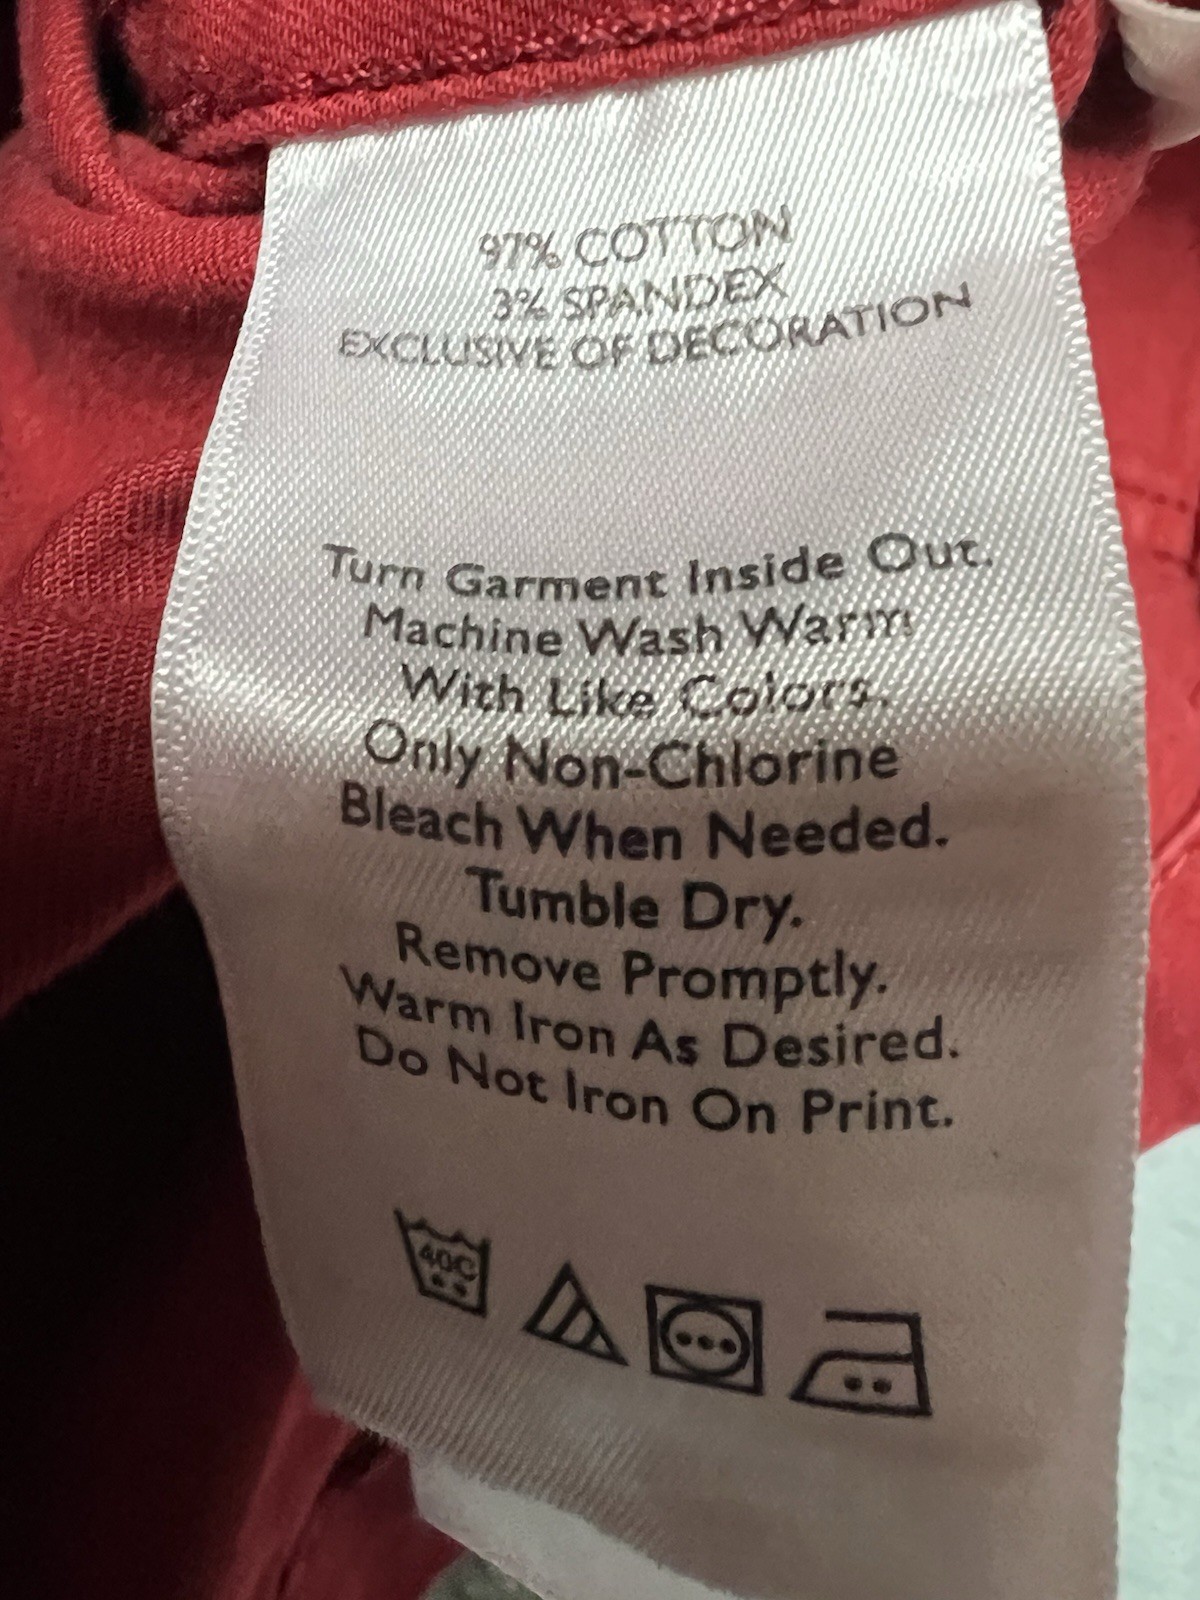 97% COTTON
3% SPANDEX
EXCLUSIVE OF DECORATION
Turn Garment Inside Out.
Machine Wash Warm
With Like Colors.
Only Non-Chlorine
Bleach When Needed.
Tumble Dry.
Remove Promptly.
Warm Iron As Desired.
Do Not Iron On Print.
40C